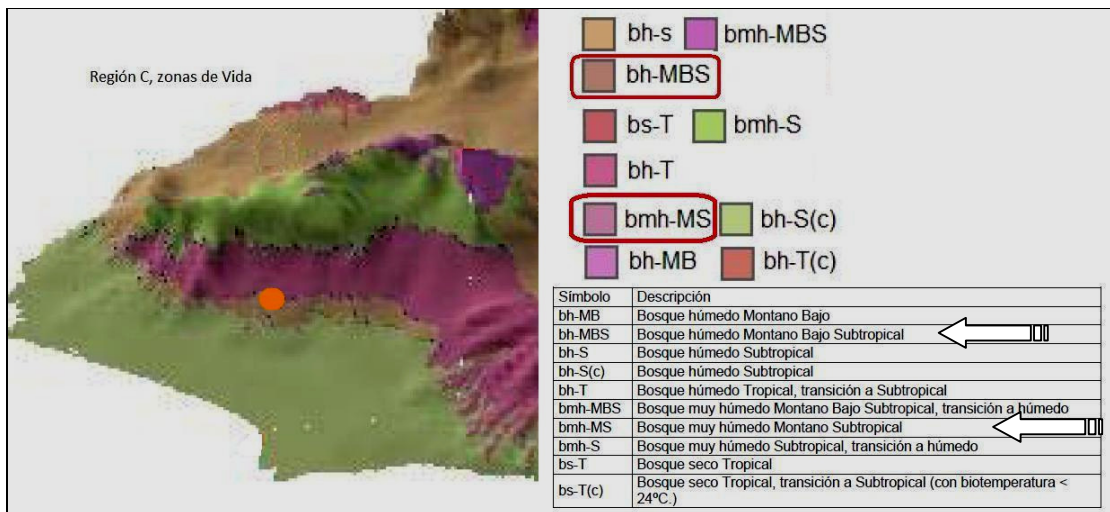 Región C, zonas de Vida
bh-s bmh-MBS
bh-MBS
bs-T bmh-S
bh-T
bmh-MS bh-S(c)
bh-MB bh-T(c)
Símbolo Descripción
bh-MB Bosque húmedo Montano Bajo
bh-MBS Bosque húmedo Montano Bajo Subtropical
bh-S Bosque húmedo Subtropical
bh-S(c) Bosque húmedo Subtropical
bh-T Bosque húmedo Tropical, transición a Subtropical
bmh-MBS Bosque muy húmedo Montano Bajo Subtropical, transición a húmedo
bmh-MS Bosque muy húmedo Montano Subtropical
bmh-S Bosque muy húmedo Subtropical, transición a húmedo
bs-T Bosque seco Tropical
bs-T(c) Bosque seco Tropical, transición a Subtropical (con biotemperatura <
24ºC.)